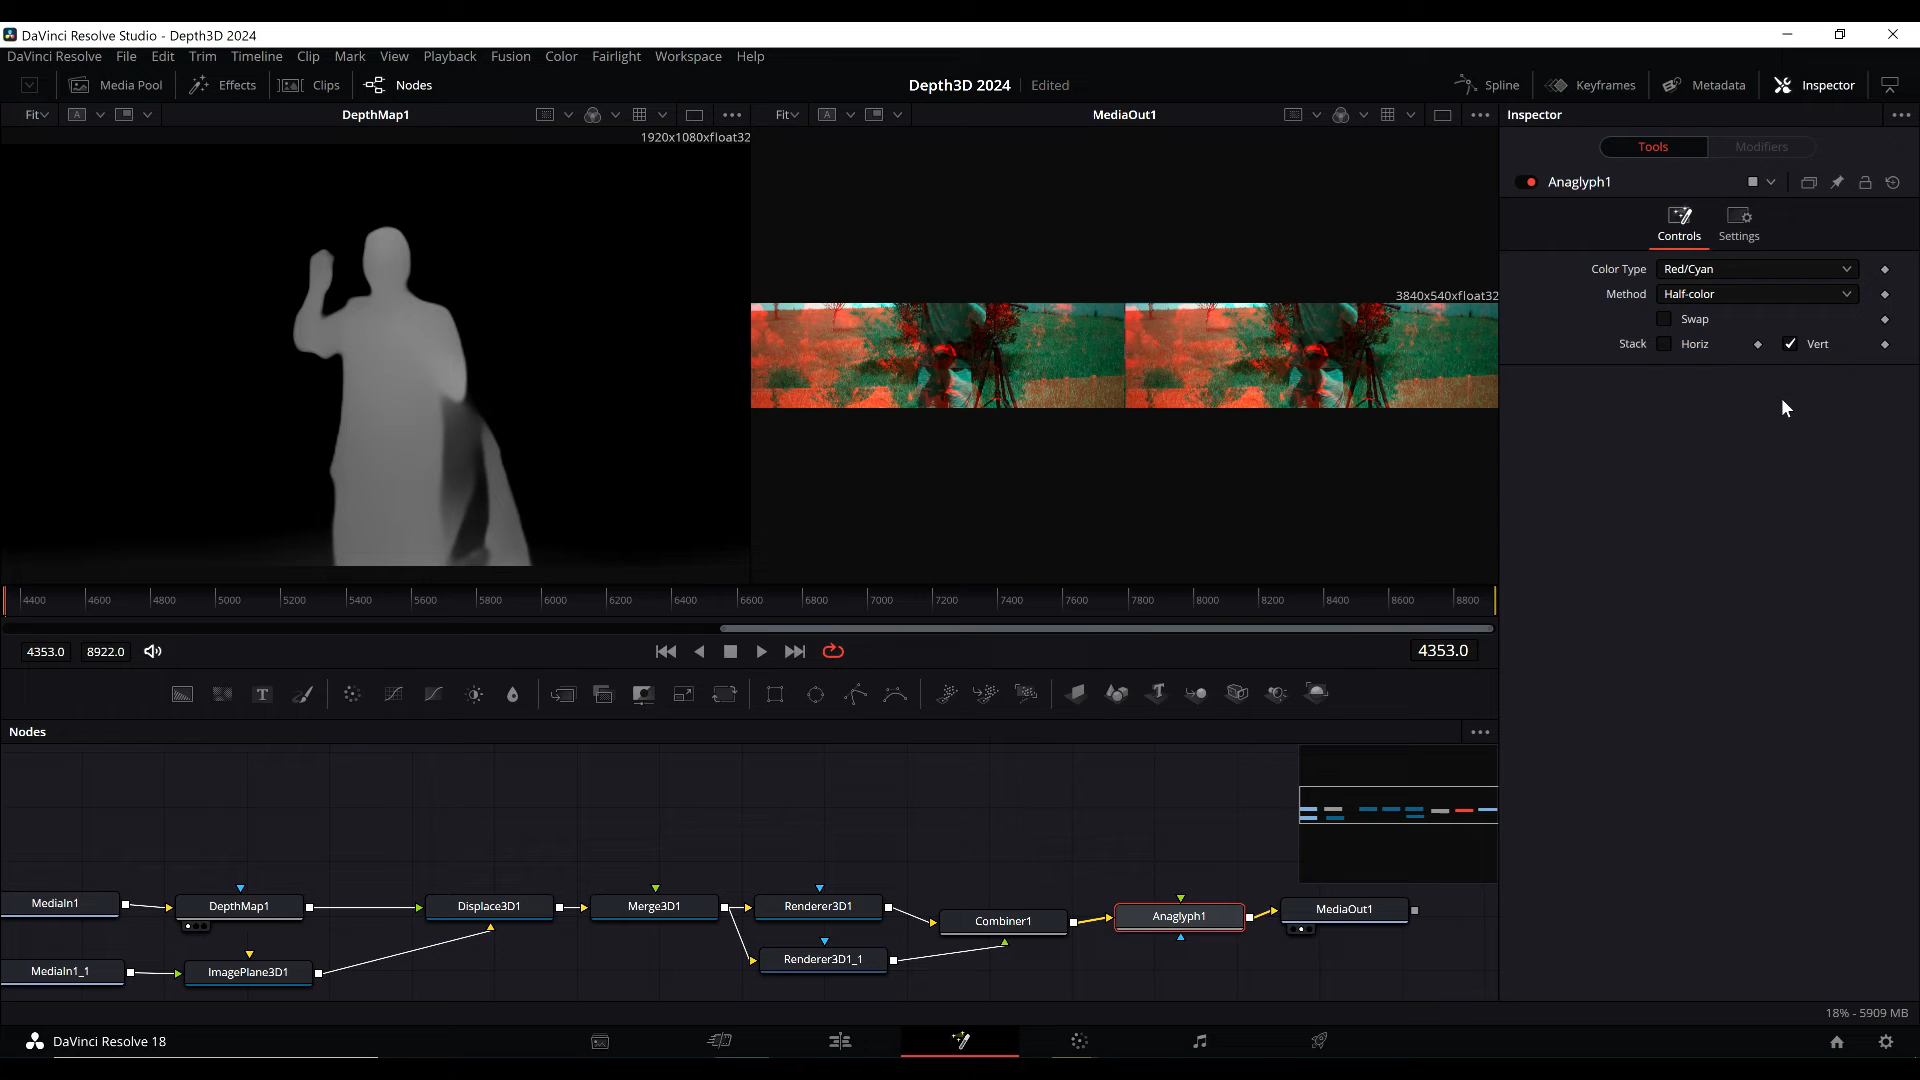 DaVinci Resolve Studio - Depth3D 2024
DaVinci Resolve File Edit Trim Timeline Clip Mark View Playback Fusion Color Fairlight Workspace Help
Media Pool Effects Clips Nodes Depth3D 2024 Edited Spline Keyframes Metadata Inspector
Fit A DepthMap1 Fit A MediaOut1 Inspector
1920x1080xfloat32
Tools Modifiers
Anaglyph1
Controls Settings
Color Type Red/Cyan
Method Half-color
3840x540xfloat32
Swap
Stack Horiz Vert
4400 4600 4800 5000 5200 5400 5600 5800 6000 6200 6400 6600 6800 7000 7200 7400 7600 7800 8000 8200 8400 8600 8800
4353.0 8922.0 4353.0
T T
Nodes
MediaIn1 DepthMap1 Displace3D1 Merge3D1 Renderer3D1 Combiner1 Anaglyph1 MediaOut1
MediaIn1_1 ImagePlane3D1 Renderer3D1_1
18% - 5909 MB
DaVinci Resolve 18